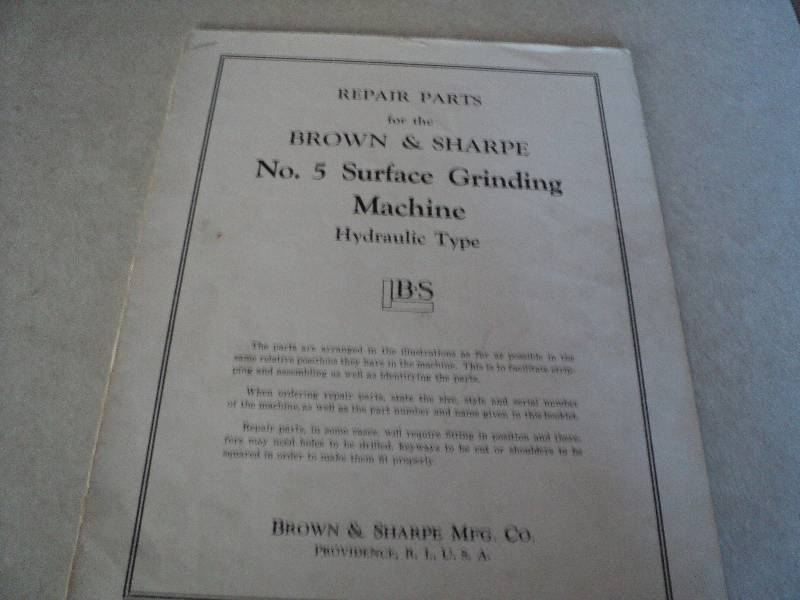 REPAIR PARTS
for the
BROWN & SHARPE
No. 5 Surface Grinding
Machine
Hydraulic Type
B·S
The parts are arranged in the illustrations as far as possible in the
same relative positions they have in the machine. This is to facilitate strip-
ping and assembling as well as identifying the parts.
When ordering repair parts, state the size, style and serial number
of the machine, as well as the part number and name given in this booklet.
Repair parts, in some cases, will require fitting in position and there-
fore may need holes to be drilled, keyways to be cut or shoulders to be
squared in order to make them fit properly.
BROWN & SHARPE MFG. CO.
PROVIDENCE, R. I., U. S. A.